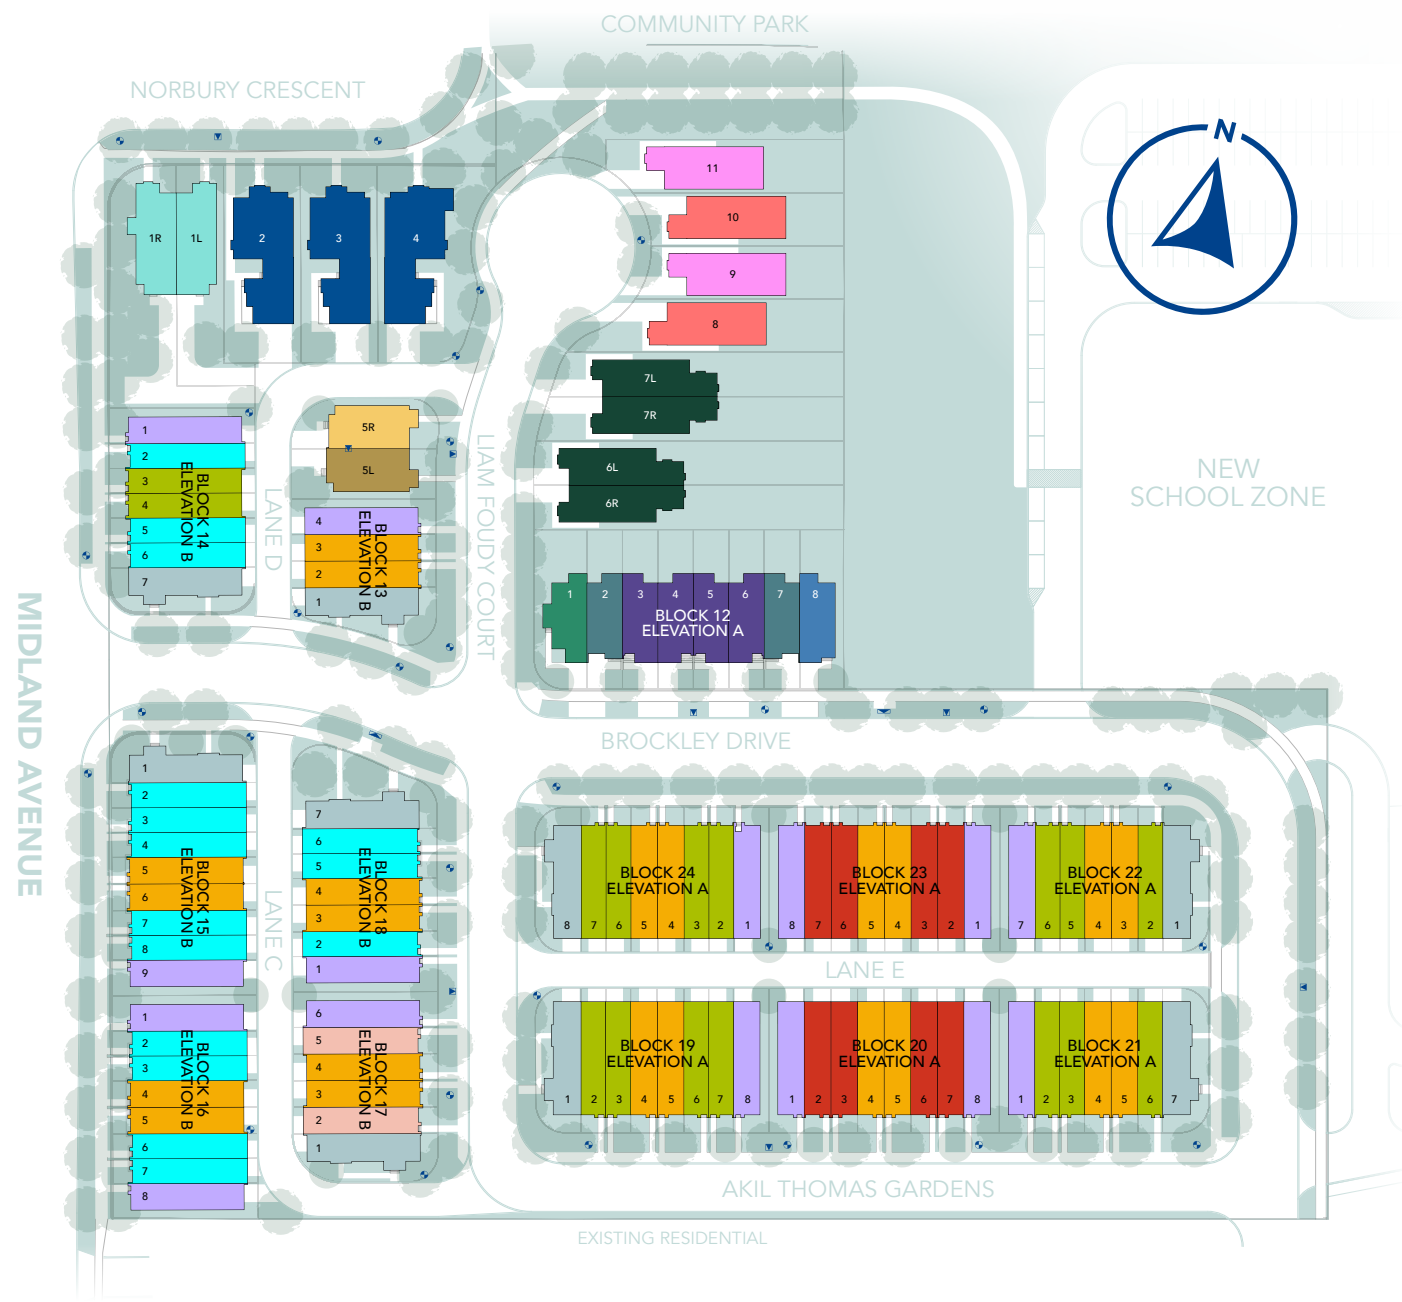 COMMUNITY PARK
NORBURY CRESCENT
N
11
10
9
8
1R
1L
2
3
4
7L
7R
6L
6R
5R
5L
NEW
SCHOOL ZONE
LIAM FOUDY COURT
LANE D
MIDLAND AVENUE
1
2
3
4
5
6
7
BLOCK 14
ELEVATION B
4
3
2
1
BLOCK 13
ELEVATION B
1 2 3 4 5 6 7 8
BLOCK 12
ELEVATION A
BROCKLEY DRIVE
1
2
3
4
5
6
7
8
9
BLOCK 15
ELEVATION B
7
6
5
4
3
2
1
BLOCK 18
ELEVATION B
LANE C
1
2
3
4
5
6
7
8
BLOCK 16
ELEVATION B
6
5
4
3
2
1
BLOCK 17
ELEVATION B
BLOCK 24
ELEVATION A
8 7 6 5 4 3 2 1
BLOCK 23
ELEVATION A
8 7 6 5 4 3 2 1
BLOCK 22
ELEVATION A
7 6 5 4 3 2 1
LANE E
BLOCK 19
ELEVATION A
1 2 3 4 5 6 7 8
BLOCK 20
ELEVATION A
1 2 3 4 5 6 7 8
BLOCK 21
ELEVATION A
1 2 3 4 5 6 7
AKIL THOMAS GARDENS
EXISTING RESIDENTIAL